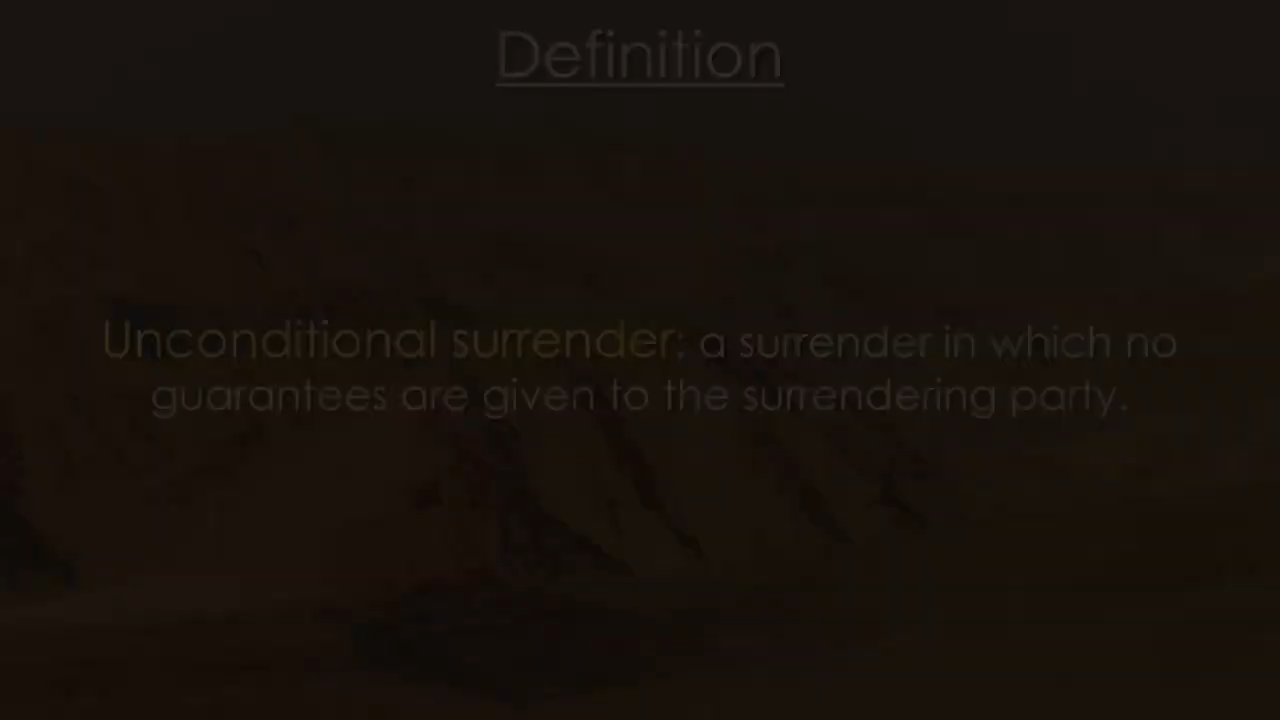 Definition
Unconditional surrender: a surrender in which no
guarantees are given to the surrendering party.